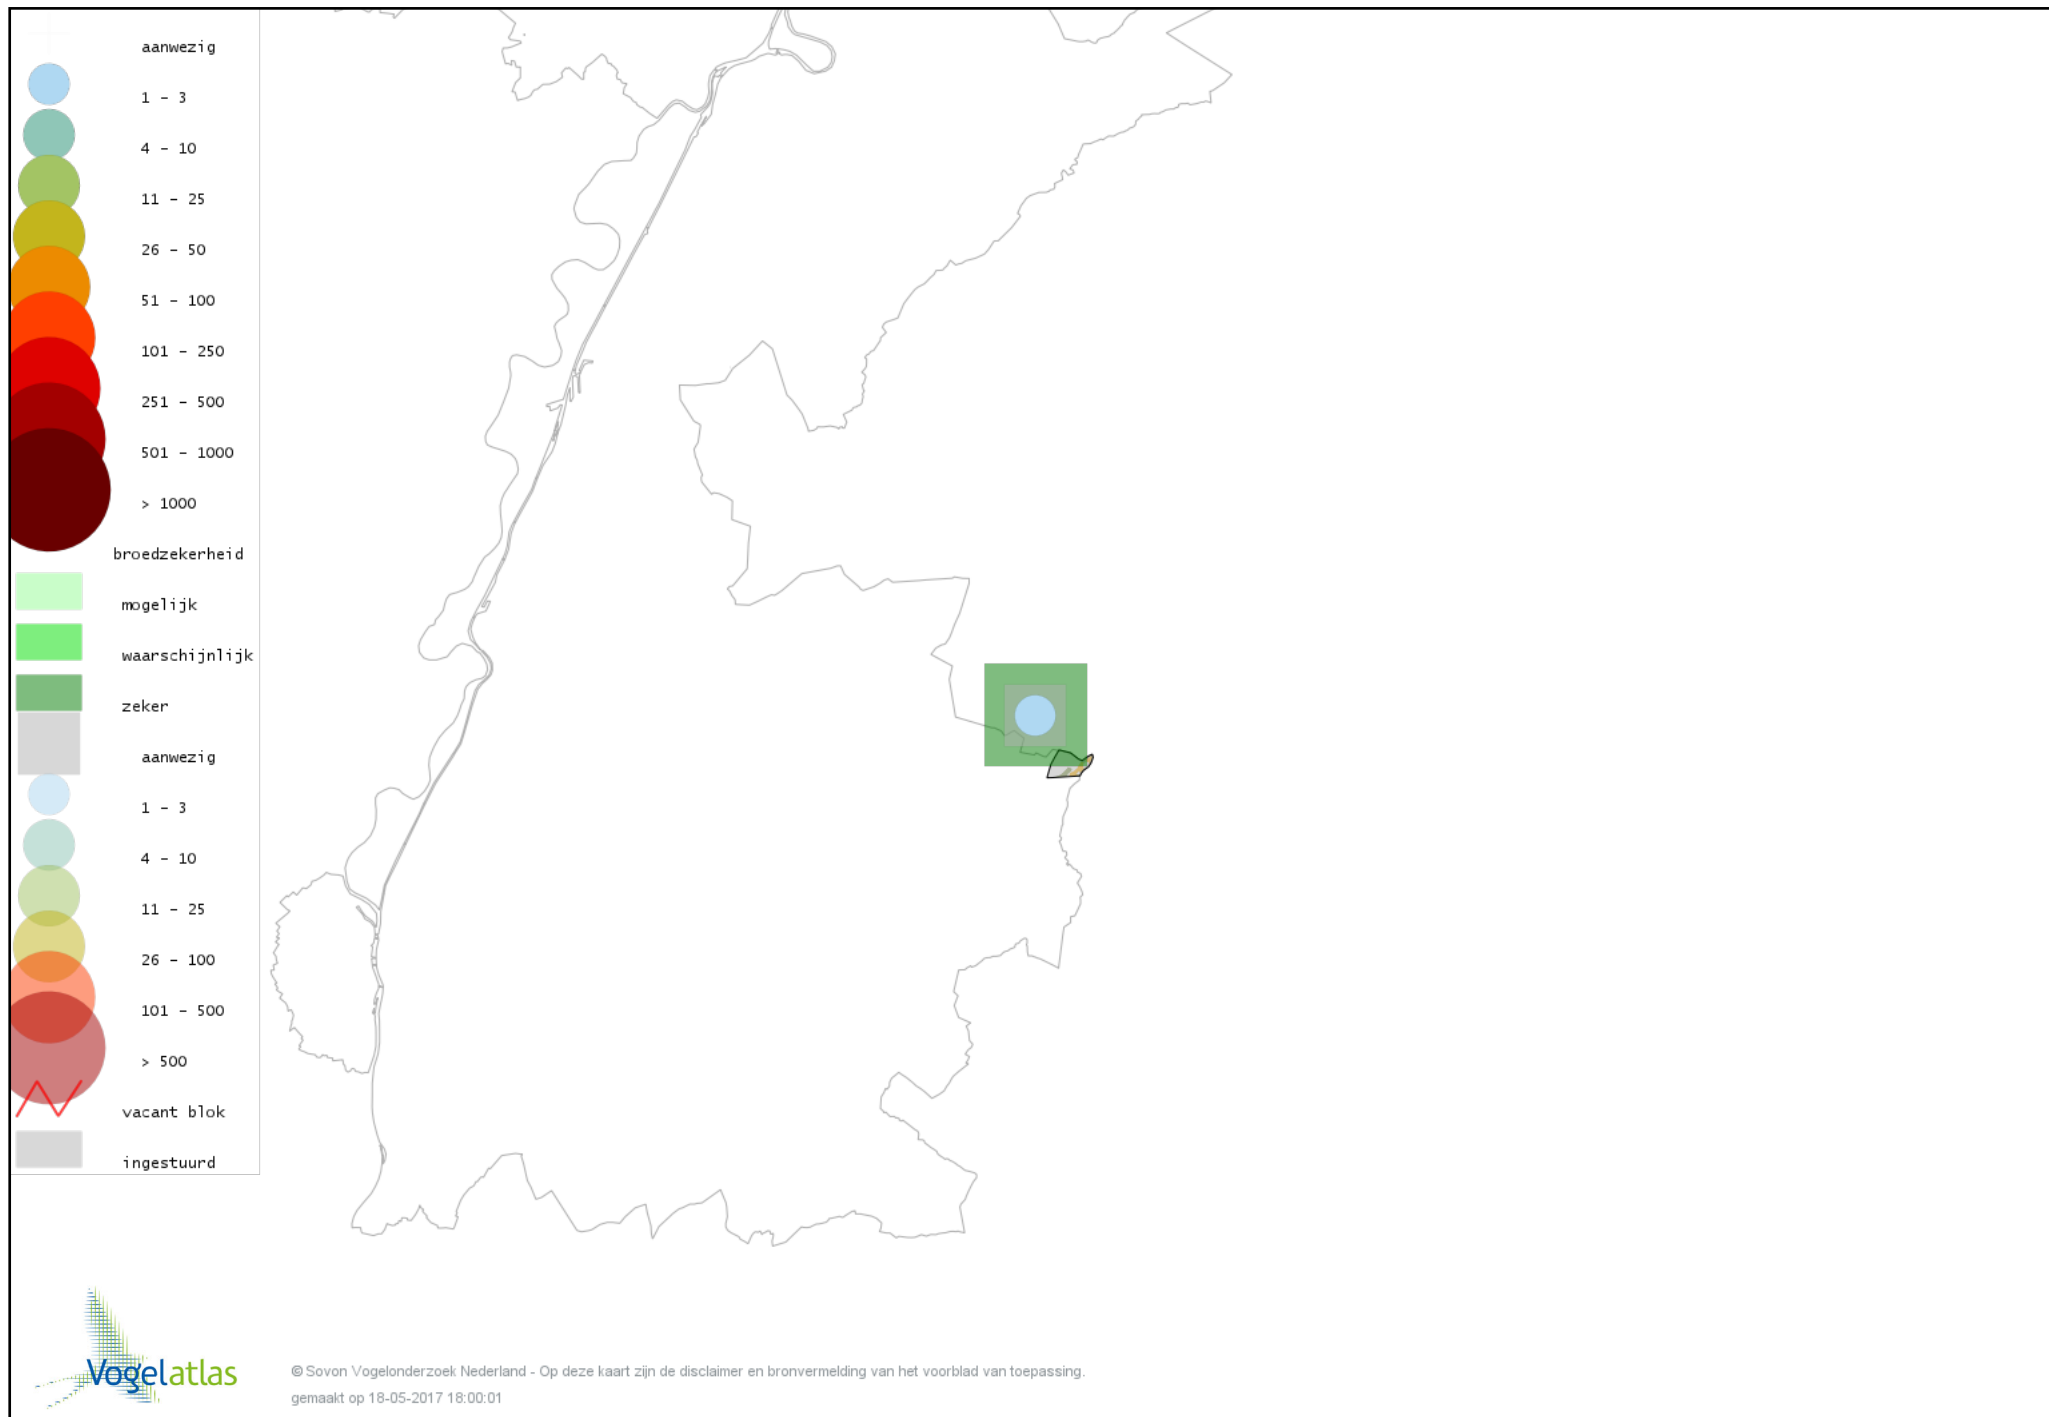 aanwezig
1 – 3
4 – 10
11 – 25
26 – 50
51 – 100
101 – 250
251 – 500
501 – 1000
> 1000
broedzekerheid
mogelijk
waarschijnlijk
zeker
aanwezig
1 – 3
4 – 10
11 – 25
26 – 100
101 – 500
> 500
vacant blok
ingestuurd
Vogelatlas
© Sovon Vogelonderzoek Nederland - Op deze kaart zijn de disclaimer en bronvermelding van het voorblad van toepassing.
gemaakt op 18-05-2017 18:00:01